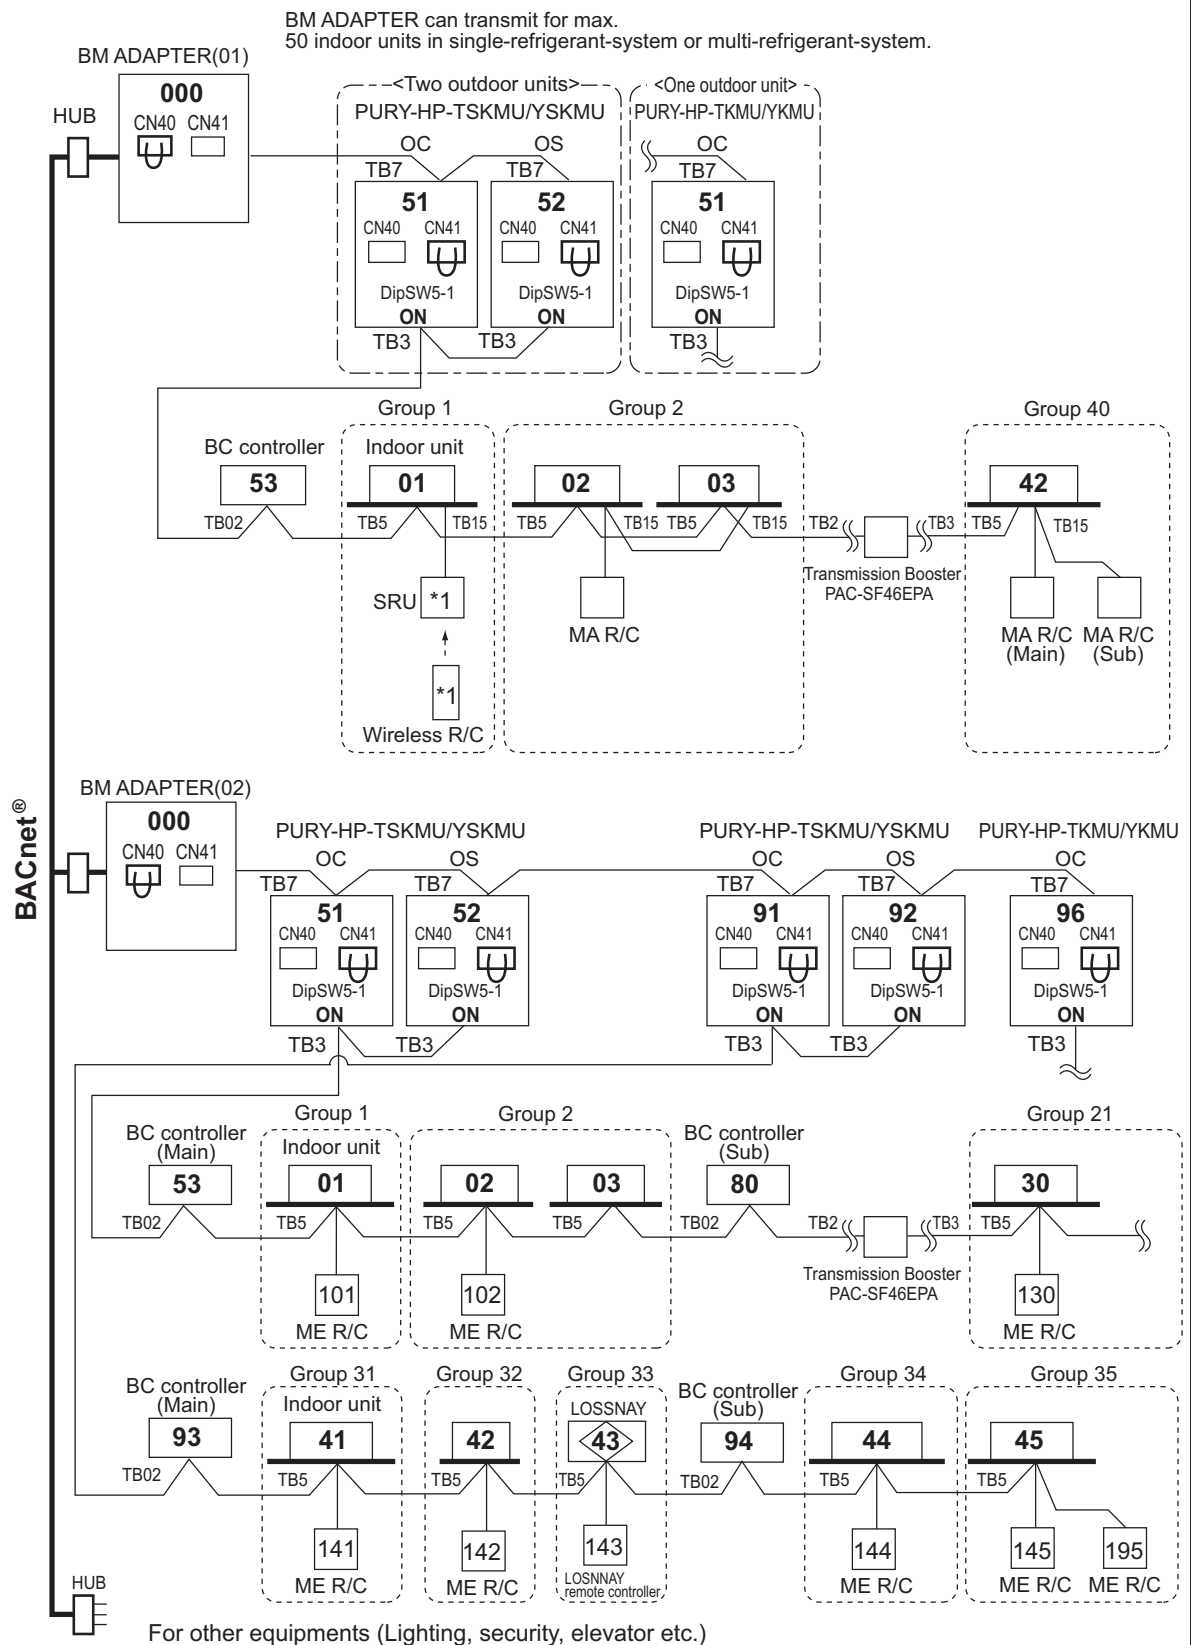 BM ADAPTER can transmit for max.
50 indoor units in single-refrigerant-system or multi-refrigerant-system.
BM ADAPTER(01)
000
CN40 CN41
HUB
<Two outdoor units>
PURY-HP-TSKMU/YSKMU
<One outdoor unit>
PURY-HP-TKMU/YKMU
OC OS OC
TB7 TB7 TB7
51 52 51
CN40 CN41 CN40 CN41 CN40 CN41
DipSW5-1 DipSW5-1 DipSW5-1
ON ON ON
TB3 TB3 TB3
Group 1 Group 2 Group 40
BC controller Indoor unit
53 01 02 03 42
TB02 TB5 TB15 TB5 TB15 TB5 TB15 TB2 TB3 TB5 TB15
Transmission Booster
PAC-SF46EPA
SRU *1
MA R/C
MA R/C
(Main)
MA R/C
(Sub)
*1
Wireless R/C
BACnet®
BM ADAPTER(02)
000
CN40 CN41
PURY-HP-TSKMU/YSKMU PURY-HP-TSKMU/YSKMU PURY-HP-TKMU/YKMU
OC OS OC OS OC
TB7 TB7 TB7 TB7 TB7
51 52 91 92 96
CN40 CN41 CN40 CN41 CN40 CN41 CN40 CN41 CN40 CN41
DipSW5-1 DipSW5-1 DipSW5-1 DipSW5-1 DipSW5-1
ON ON ON ON ON
TB3 TB3 TB3 TB3 TB3
Group 1 Group 2 Group 21
BC controller
(Main)
Indoor unit
BC controller
(Sub)
53 01 02 03 80 30
TB02 TB5 TB5 TB5 TB02 TB2 TB3 TB5
Transmission Booster
PAC-SF46EPA
101 102 130
ME R/C ME R/C ME R/C
Group 31 Group 32 Group 33 Group 34 Group 35
BC controller
(Main)
Indoor unit
LOSSNAY
BC controller
(Sub)
93 41 42 43 94 44 45
TB02 TB5 TB5 TB5 TB02 TB5 TB5
141 142 143 144 145 195
ME R/C ME R/C
LOSNNAY
remote controller
ME R/C ME R/C ME R/C
HUB
For other equipments (Lighting, security, elevator etc.)